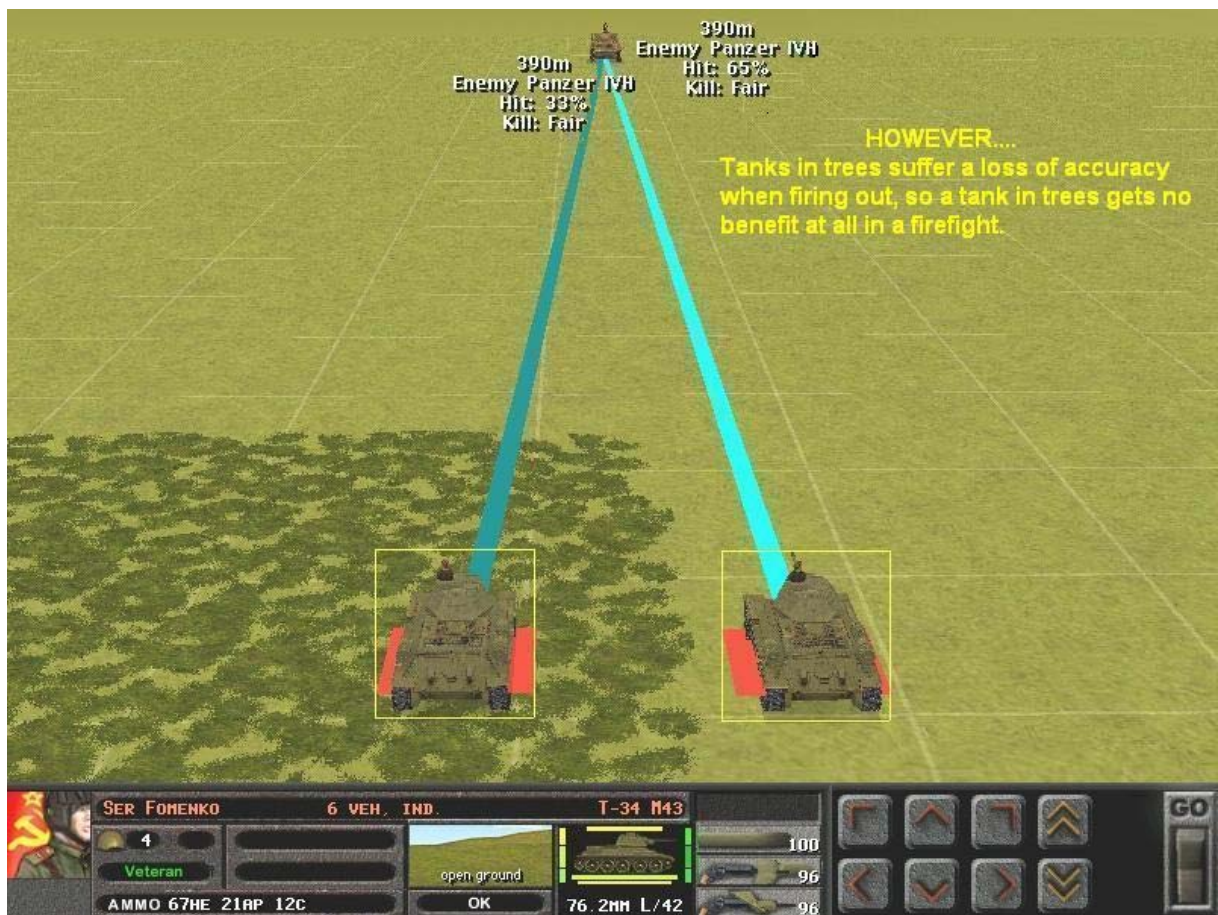 390m
Enemy Panzer IVH
Hit: 33%
Kill: Fair
390m
Enemy Panzer IVH
Hit: 65%
Kill: Fair
HOWEVER....
Tanks in trees suffer a loss of accuracy
when firing out, so a tank in trees gets no
benefit at all in a firefight.
SER FOMENKO 6 VEH, IND. T-34 M43
4
Veteran
AMMO 67HE 21AP 12C
open ground
OK
76.2MM L/42
100
96
96
GO